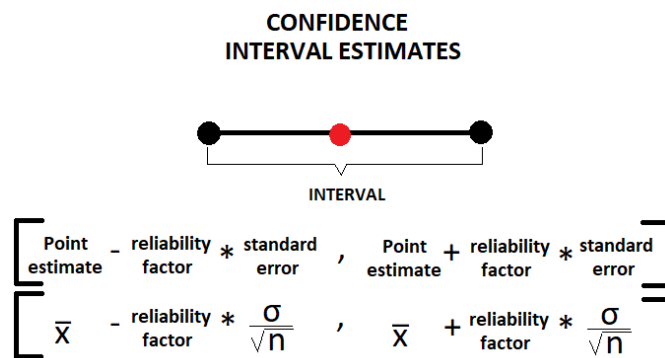 CONFIDENCE
INTERVAL ESTIMATES
INTERVAL
[ Point estimate - reliability factor * standard error , Point estimate + reliability factor * standard error ]
[ x̅ - reliability factor * σ/√n , x̅ + reliability factor * σ/√n ]